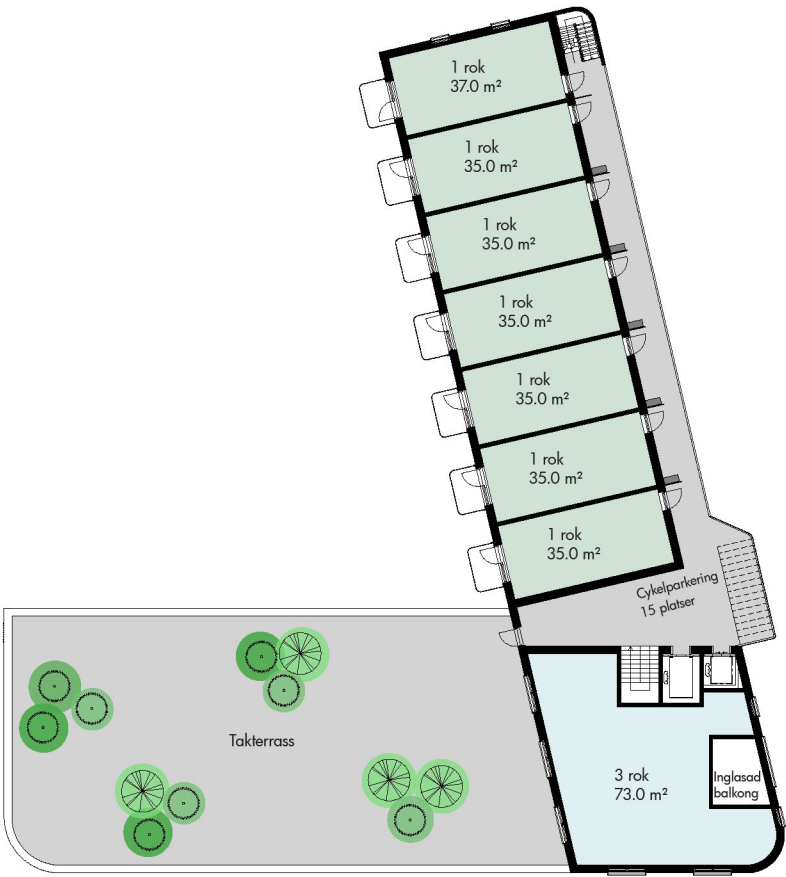 1 rok
37.0 m²
1 rok
35.0 m²
1 rok
35.0 m²
1 rok
35.0 m²
1 rok
35.0 m²
1 rok
35.0 m²
1 rok
35.0 m²
Cykelparkering
15 platser
Takterrass
3 rok
73.0 m²
Inglasad
balkong